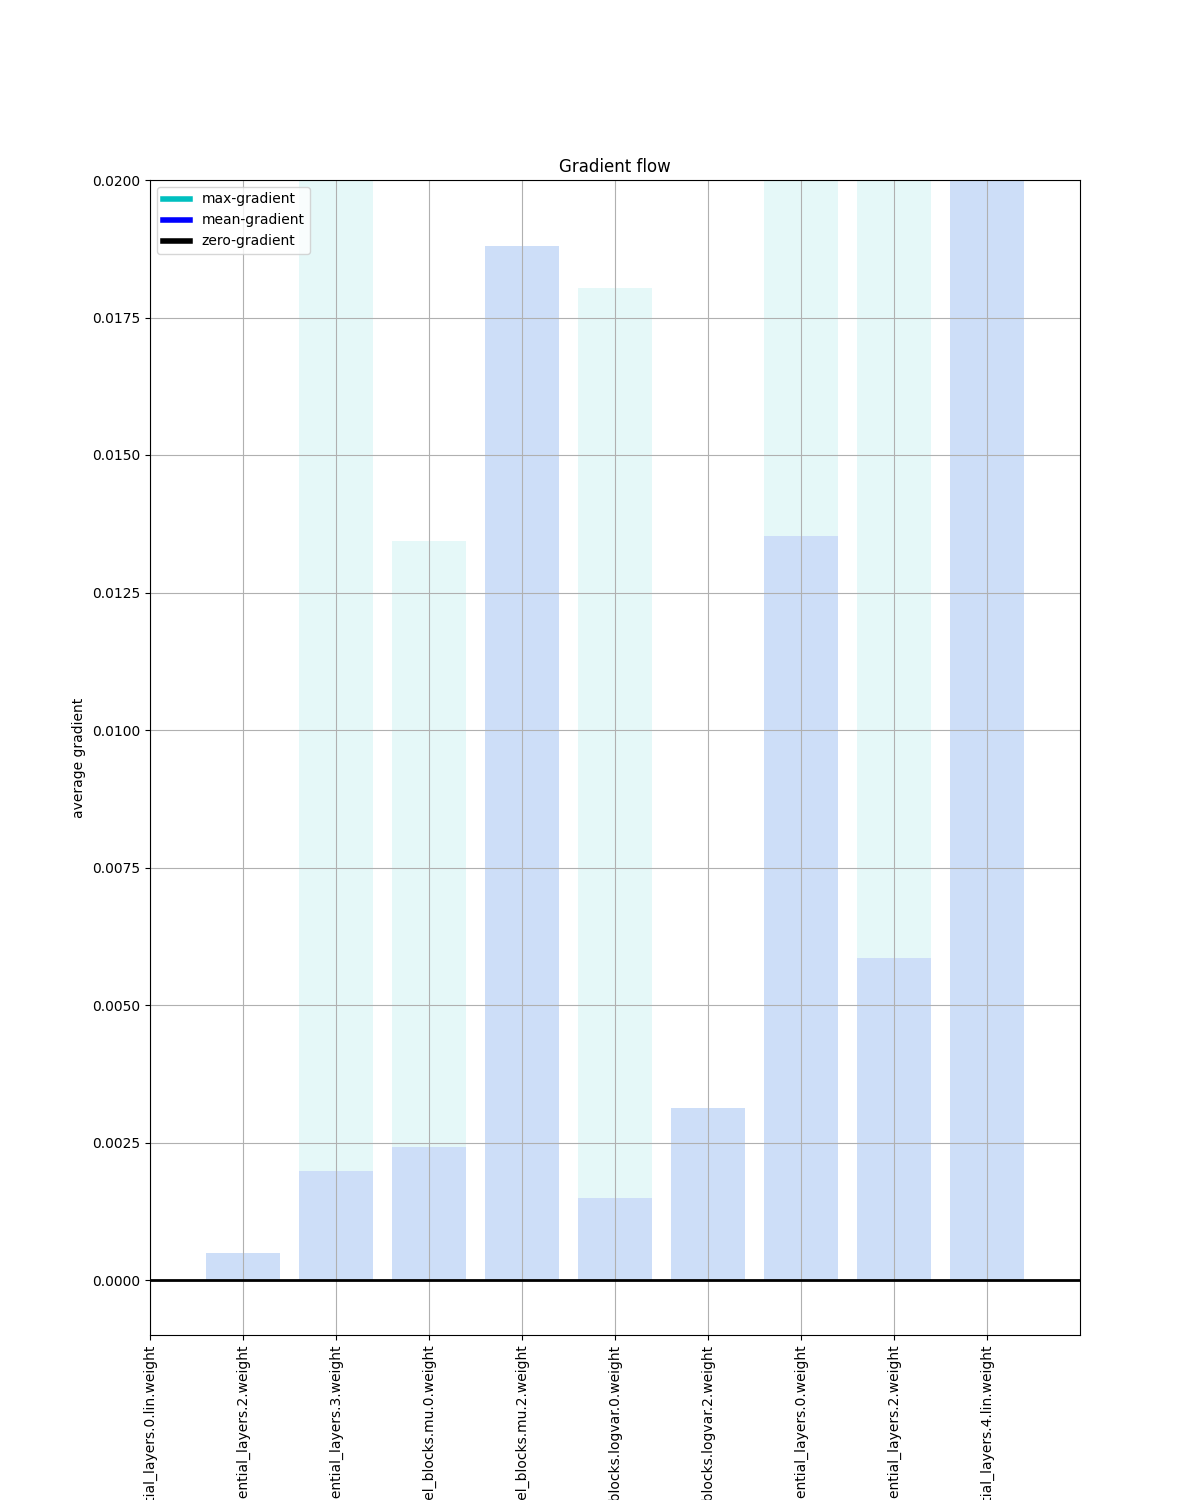 Gradient flow
max-gradient
mean-gradient
zero-gradient
0.0200
0.0175
0.0150
0.0125
0.0100
0.0075
0.0050
0.0025
0.0000
average gradient
tial_layers.0.lin.weight
ential_layers.2.weight
ential_layers.3.weight
el_blocks.mu.0.weight
el_blocks.mu.2.weight
blocks.logvar.0.weight
blocks.logvar.2.weight
ential_layers.0.weight
ential_layers.2.weight
tial_layers.4.lin.weight